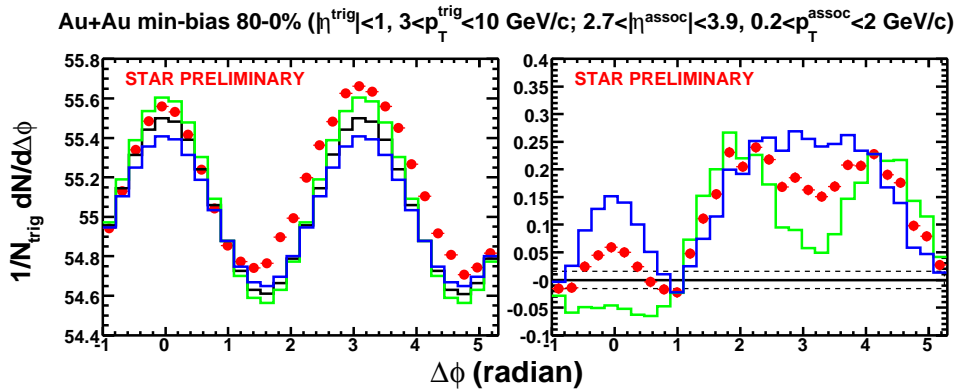 Au+Au min-bias 80-0% (|η^trig|<1, 3<p_T^trig<10 GeV/c; 2.7<|η^assoc|<3.9, 0.2<p_T^assoc<2 GeV/c)
1/N_trig dN/dΔϕ
STAR PRELIMINARY
55.8
55.6
55.4
55.2
55
54.8
54.6
54.4
-1 0 1 2 3 4 5
STAR PRELIMINARY
0.4
0.35
0.3
0.25
0.2
0.15
0.1
0.05
-0
-0.05
-0.1
-1 0 1 2 3 4 5
Δϕ (radian)